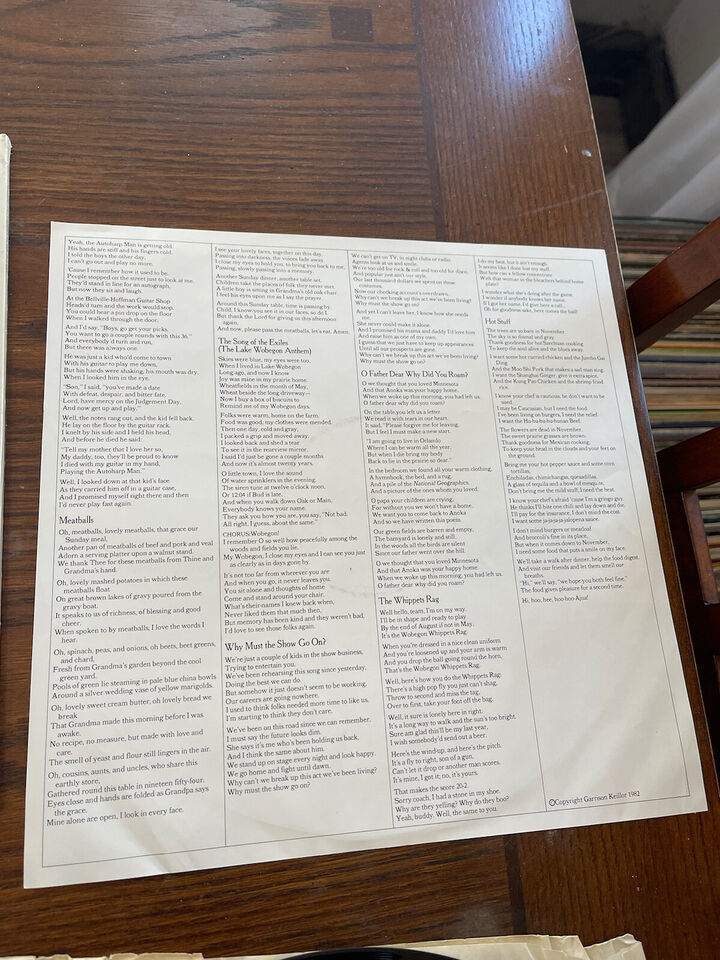 Yeah, the Autoharp Man is getting old
His hands are stiff and his fingers cold,
I told the boys the other day,
I can't go out and play no more.
'Cause I remember how it used to be,
People stopped on the street just to look at me.
They'd stand in line for an autograph,
But now they sit and laugh.
At the Bellville-Hoffman Guitar Shop
Heads'd turn and the work would stop.
You could hear a pin drop on the floor
When I walked through the door.
And I'd say, "Boys, go get your picks,
You want to go a couple rounds with this
And everybody'd turn and run,
But there was always one.
He was just a kid who'd come to town
With his guitar to play me down,
But his hands were shaking, his mouth was dry,
When I looked him in the eye.
"Son," I said, "you've made a date
With defeat, despair, and bitter fate.
Lord, have mercy on the Judgement Day,
And now get up and play."
Well, the notes rang out, and the kid fell back.
He lay on the floor by the guitar rack.
I knelt by his side and I held his head,
And before he died he said:
"Tell my mother that I love her so,
My daddy, too, they'll be proud to know
I died with my guitar in my hand,
Playing the Autoharp Man."
Well, I looked down at that kid's face
As they carried him off in a guitar case,
And I promised myself right there and then
I'd never play fast again.
Meatballs
Oh, meatballs, lovely meatballs, that grace our
Sunday meal,
Another pan of meatballs of beef and pork and veal
Adorn a serving platter upon a walnut stand.
We thank Thee for these meatballs from Thine and
Grandma's hand.
Oh, lovely mashed potatoes in which these
meatballs float
On great brown lakes of gravy poured from the
gravy boat.
It speaks to us of richness, of blessing and good
cheer.
When spoken to by meatballs, I love the words I
hear.
Oh, spinach, peas, and onions, oh beets, beet greens,
and chard,
Fresh from Grandma's garden beyond the cool
green yard.
Pools of green lie steaming in pale blue china bowls
Around a silver wedding vase of yellow marigolds.
Oh, lovely sweet cream butter, oh lovely bread we
break
That Grandma made this morning before I was
awake.
No recipe, no measure, but made with love and
care.
The smell of yeast and flour still lingers in the air.
Oh, cousins, aunts, and uncles, who share this
earthly store,
Gathered round this table in nineteen fifty-four.
Eyes close and hands are folded as Grandpa says
the grace.
Mine alone are open, I look in every face.
I see your lovely faces, together on this day,
Passing into darkness, the voices fade away.
I close my eyes to hold you, to bring you back to me,
Passing, slowly passing into a memory.
Another Sunday dinner, another table set.
Children take the places of folk they never met.
A little boy is sitting in Grandma's old oak chair.
I feel his eyes upon me as I say the prayer.
Around this Sunday table, time is passing by.
Child, I know you see it in our faces, so do I.
But thank the Lord for giving us this afternoon
again.
And now, please pass the meatballs, let's eat. Amen.
The Song of the Exiles
(The Lake Wobegon Anthem)
Skies were blue, my eyes were too,
When I lived in Lake Wobegon
Long ago, and now I know
Joy was mine in prairie home.
Wheatfields in the month of May,
Wheat beside the long driveway—
Now I buy a box of biscuits to
Remind me of my Wobegon days.
Folks were warm, home on the farm.
Food was good, my clothes were mended.
Then one day, cold and gray,
I packed a grip and moved away.
I looked back and shed a tear
To see it in the rearview mirror.
I said I'd just be gone a couple months
And now it's almost twenty years.
O little town, I love the sound
Of water sprinklers in the evening.
The siren tune at twelve o'clock noon,
Or 12:04 if Bud is late,
And when you walk down Oak or Main,
Everybody knows your name.
They ask you how you are, you say, "Not bad.
All right, I guess, about the same."
CHORUS: Wobegon!
I remember O so well how peacefully among the
woods and fields you lie.
My Wobegon, I close my eyes and I can see you just
as clearly as in days gone by.
It's not too far from wherever you are
And when you go, it never leaves you.
You sit alone and thoughts of home
Come and stand around your chair.
What's-their-names I knew back when,
Never liked them that much then,
But memory has been kind and they weren't bad,
I'd love to see those folks again.
Why Must the Show Go On?
We're just a couple of kids in the show business,
Trying to entertain you.
We've been rehearsing this song since yesterday,
Doing the best we can do.
But somehow it just doesn't seem to be working.
Our careers are going nowhere.
I used to think folks needed more time to like us.
I'm starting to think they don't care.
We've been on this road since we can remember.
I must say the future looks dim.
She says it's me who's been holding us back,
And I think the same about him.
We stand up on stage every night and look happy.
We go home and fight until dawn.
Why can't we break up this act we've been living?
Why must the show go on?
We can't get on TV, in night clubs or radio.
Agents look at us and smile.
We're too old for rock & roll and too old for disco,
And popular just ain't our style.
Our last thousand dollars we spent on these
costumes,
Now our checking account's overdrawn.
Why can't we break up this act we've been living?
Why must the show go on?
And yet I can't leave her, I know how she needs
me,
She never could make it alone.
And I promised his mama and daddy I'd love him
And raise him as one of my own.
I guess that we just have to keep up appearances
Until all our prospects are gone.
Why can't we break up this act we've been living?
Why must the show go on?
O Father Dear Why Did You Roam?
O we thought that you loved Minnesota
And that Anoka was your happy home.
When we woke up this morning, you had left us.
O father dear why did you roam?
On the table you left us a letter
We read it with tears in our hearts.
It said, "Please forgive me for leaving,
But I feel I must make a new start.
"I am going to live in Orlando
Where I can be warm all the year.
But when I die bring my body
Back to lie in the prairie so dear."
In the bedroom we found all your warm clothing,
A hymnbook, the bed, and a rug,
And a pile of the National Geographics,
And a picture of the ones whom you loved.
O papa your children are crying,
For without you we won't have a home.
We want you to come back to Anoka
And so we have written this poem.
Our green fields are barren and empty,
The barnyard is lonely and still.
In the woods all the birds are silent
Since our father went over the hill.
O we thought that you loved Minnesota
And that Anoka was your happy home.
When we woke up this morning, you had left us.
O father dear why did you roam?
The Whippets Rag
Well hello, team, I'm on my way.
I'll be in shape and ready to play
By the end of August if not in May.
It's the Wobegon Whippets Rag.
When you're dressed in a nice clean uniform
And you're loosened up and your arm is warm
And you drop the ball going round the horn,
That's the Wobegon Whippets Rag.
Well, here's how you do the Whippets Rag:
There's a high pop fly you just can't snag,
Throw to second and miss the tag,
Over to first, take your foot off the bag.
Well, it sure is lonely here in right.
It's a long way to walk and the sun's too bright.
Sure am glad this'll be my last year,
I wish somebody'd send out a beer.
Here's the wind-up, and here's the pitch.
It's a fly to right, son of a gun,
Can't let it drop or another man scores.
It's mine, I got it; no, it's yours.
That makes the score 20-2.
Sorry coach, I had a stone in my shoe.
Why are they yelling? Why do they boo?
Yeah, buddy. Well, the same to you.
I do my best, but it ain't enough.
It seems like I done lost my stuff.
But how can a fellow concentrate
With that woman in the bleachers behind home
plate?
I wonder what she's doing after the game.
I wonder if anybody knows her name.
If I got her name, I'd give her a call...
Oh for goodness sake, here comes the ball!
Hot Stuff
The trees are so bare in November.
The sky is so dismal and gray.
Thank goodness for hot Szechuan cooking
To keep the soul alive and the blues away.
I want some hot curried chicken and the Jumbo Gai
Ding
And the Moo Shi Pork that makes a sad man sing.
I want the Shanghai Ginger, give it extra spice,
And the Kung Pao Chicken and the shrimp fried
rice.
I know your chef is cautious, he don't want to be
sued.
I may be Caucasian, but I need the food.
I've been living on burgers, I need the relief.
I want the Ho-ba-ba-ba-hunan Beef.
The flowers are dead in November.
The sweet prairie grasses are brown.
Thank goodness for Mexican cooking,
To keep your head in the clouds and your feet on
the ground.
Bring me your hot pepper sauce and some corn
tortillas,
Enchiladas, chimichangas, quesadillas,
A glass of tequila and a bowl of menguin,
Don't bring me the mild stuff, I need the heat.
I know your chef's afraid 'cause I'm a gringo guy.
He thinks I'll bite one chili and lay down and die.
I'll pay for the insurance, I don't mind the cost.
I want some ja-ja-ja-ja-jalopena sauce.
I don't mind burgers or meatloaf.
And broccoli's fine in its place,
But when it comes down to November,
I need some food that puts a smile on my face.
We'll take a walk after dinner, help the food digest.
And visit our friends and let them smell our
breaths.
"Hi," we'll say, "we hope you both feel fine."
The food gives pleasure for a second time.
Hi, hoo, hee, hoo-hoo-Ajua!
©Copyright Garrison Keillor 1982